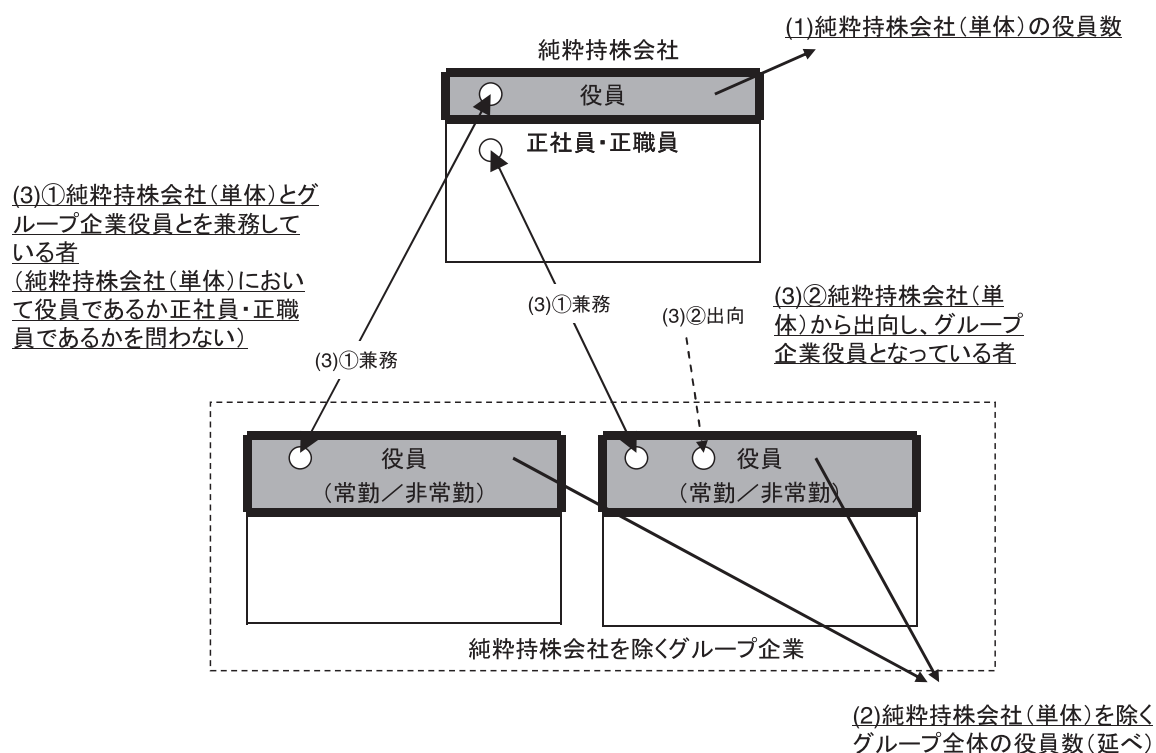 (1)純粋持株会社(単体)の役員数
純粋持株会社
役員
正社員・正職員
(3)①純粋持株会社(単体)とグ
ループ企業役員とを兼務して
いる者
(純粋持株会社(単体)におい
て役員であるか正社員・正職
員であるかを問わない)
(3)①兼務
(3)①兼務
(3)②出向
(3)②純粋持株会社(単
体)から出向し、グループ
企業役員となっている者
役員
(常勤/非常勤)
役員
(常勤/非常勤)
純粋持株会社を除くグループ企業
(2)純粋持株会社(単体)を除く
グループ全体の役員数(延べ)